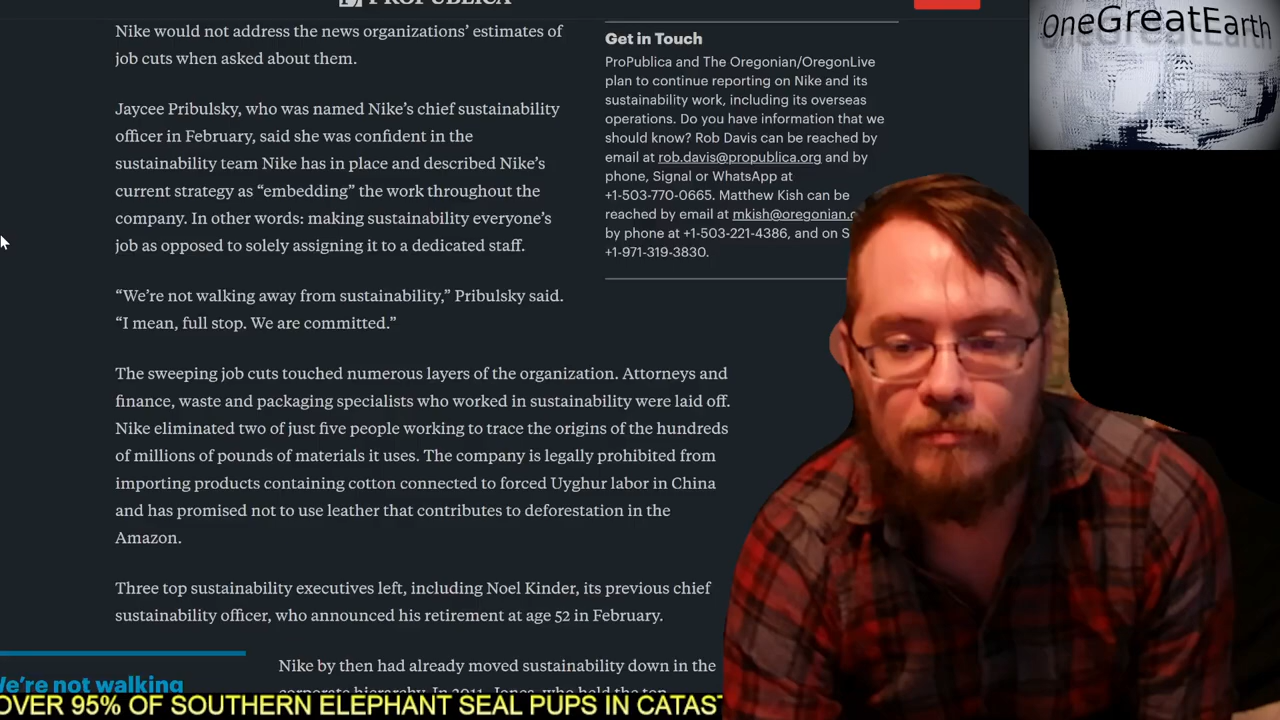 PROPUBLICA
Nike would not address the news organizations’ estimates of
job cuts when asked about them.
Jaycee Pribulsky, who was named Nike’s chief sustainability
officer in February, said she was confident in the
sustainability team Nike has in place and described Nike’s
current strategy as “embedding” the work throughout the
company. In other words: making sustainability everyone’s
job as opposed to solely assigning it to a dedicated staff.
“We’re not walking away from sustainability,” Pribulsky said.
“I mean, full stop. We are committed.”
The sweeping job cuts touched numerous layers of the organization. Attorneys and
finance, waste and packaging specialists who worked in sustainability were laid off.
Nike eliminated two of just five people working to trace the origins of the hundreds
of millions of pounds of materials it uses. The company is legally prohibited from
importing products containing cotton connected to forced Uyghur labor in China
and has promised not to use leather that contributes to deforestation in the
Amazon.
Three top sustainability executives left, including Noel Kinder, its previous chief
sustainability officer, who announced his retirement at age 52 in February.
Nike by then had already moved sustainability down in the
corporate hierarchy. In 2011, Jones, who held the top
We’re not walking
Get in Touch
ProPublica and The Oregonian/OregonLive
plan to continue reporting on Nike and its
sustainability work, including its overseas
operations. Do you have information that we
should know? Rob Davis can be reached by
email at rob.davis@propublica.org and by
phone, Signal or WhatsApp at
+1-503-770-0665. Matthew Kish can be
reached by email at mkish@oregonian.
by phone at +1-503-221-4386, and on S
+1-971-319-3830.
OneGreatEarth
OVER 95% OF SOUTHERN ELEPHANT SEAL PUPS IN CATAST